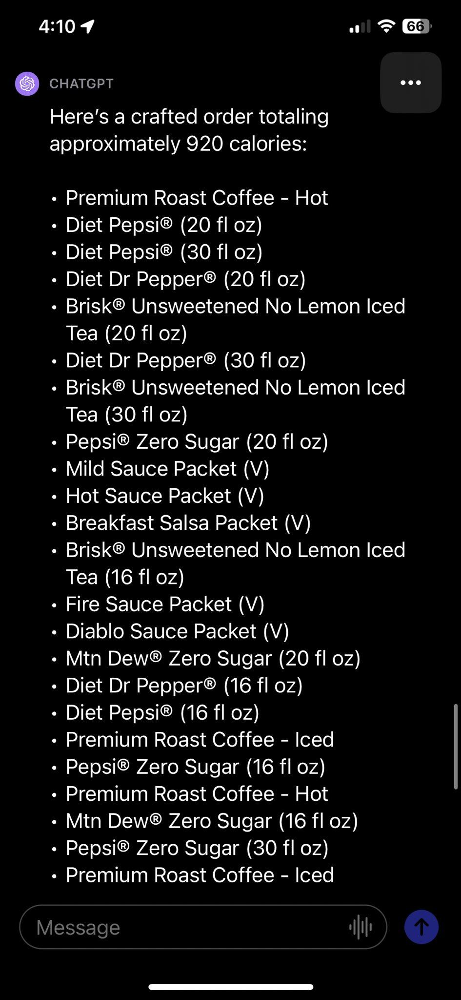 4:10
66
CHATGPT
Here’s a crafted order totaling
approximately 920 calories:
• Premium Roast Coffee - Hot
• Diet Pepsi® (20 fl oz)
• Diet Pepsi® (30 fl oz)
• Diet Dr Pepper® (20 fl oz)
• Brisk® Unsweetened No Lemon Iced
Tea (20 fl oz)
• Diet Dr Pepper® (30 fl oz)
• Brisk® Unsweetened No Lemon Iced
Tea (30 fl oz)
• Pepsi® Zero Sugar (20 fl oz)
• Mild Sauce Packet (V)
• Hot Sauce Packet (V)
• Breakfast Salsa Packet (V)
• Brisk® Unsweetened No Lemon Iced
Tea (16 fl oz)
• Fire Sauce Packet (V)
• Diablo Sauce Packet (V)
• Mtn Dew® Zero Sugar (20 fl oz)
• Diet Dr Pepper® (16 fl oz)
• Diet Pepsi® (16 fl oz)
• Premium Roast Coffee - Iced
• Pepsi® Zero Sugar (16 fl oz)
• Premium Roast Coffee - Hot
• Mtn Dew® Zero Sugar (16 fl oz)
• Pepsi® Zero Sugar (30 fl oz)
• Premium Roast Coffee - Iced
Message